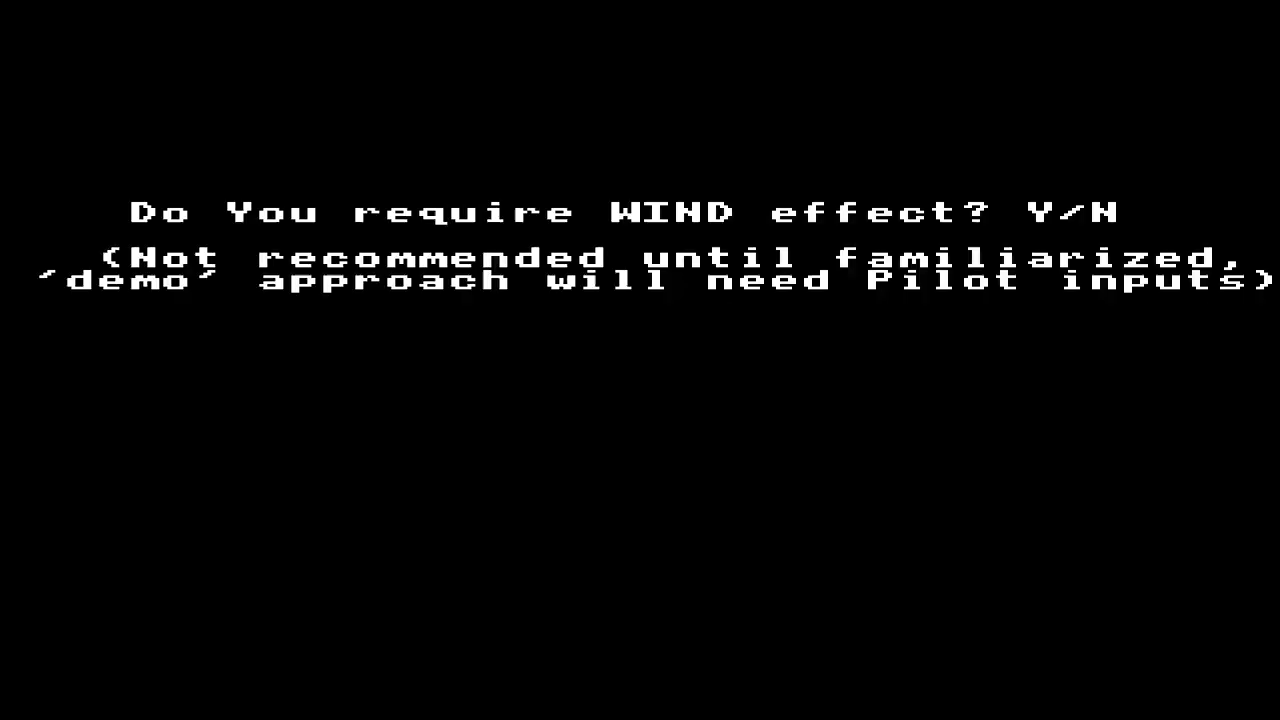 Do You require WIND effect? Y/N
(Not recommended until familiarized,
'demo' approach will need Pilot inputs)